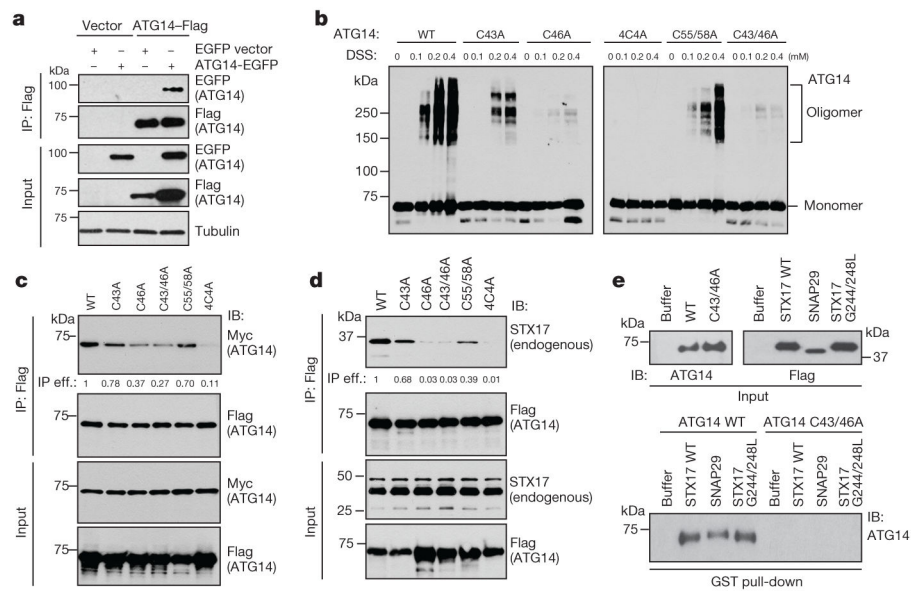 a
Vector ATG14–Flag
+ – + – EGFP vector
– + – + ATG14-EGFP
kDa
IP: Flag
100
EGFP
(ATG14)
75
Flag
(ATG14)
Input
100
EGFP
(ATG14)
75
Flag
(ATG14)
75
Tubulin
b
ATG14: WT C43A C46A 4C4A C55/58A C43/46A
DSS: 0 0.1 0.2 0.4 0 0.1 0.2 0.4 0 0.1 0.2 0.4 0 0.1 0.2 0.4 0 0.1 0.2 0.4 0 0.1 0.2 0.4 (mM)
kDa
250
150
100
75
ATG14
Oligomer
Monomer
c
WT C43A C46A C43/46A C55/58A 4C4A
kDa
IB:
IP: Flag
75
Myc
(ATG14)
IP eff.: 1 0.78 0.37 0.27 0.70 0.11
75
Flag
(ATG14)
Input
75
Myc
(ATG14)
75
Flag
(ATG14)
d
WT C43A C46A C43/46A C55/58A 4C4A
kDa
IB:
IP: Flag
37
STX17
(endogenous)
IP eff.: 1 0.68 0.03 0.03 0.39 0.01
75
Flag
(ATG14)
Input
50
25
STX17
(endogenous)
75
Flag
(ATG14)
e
Buffer WT C43/46A
Buffer STX17 WT SNAP29 STX17 G244/248L
kDa
75
kDa
37
IB: ATG14 Flag
Input
ATG14 WT ATG14 C43/46A
Buffer STX17 WT SNAP29 STX17 G244/248L Buffer STX17 WT SNAP29 STX17 G244/248L
kDa
75
IB:
ATG14
GST pull-down